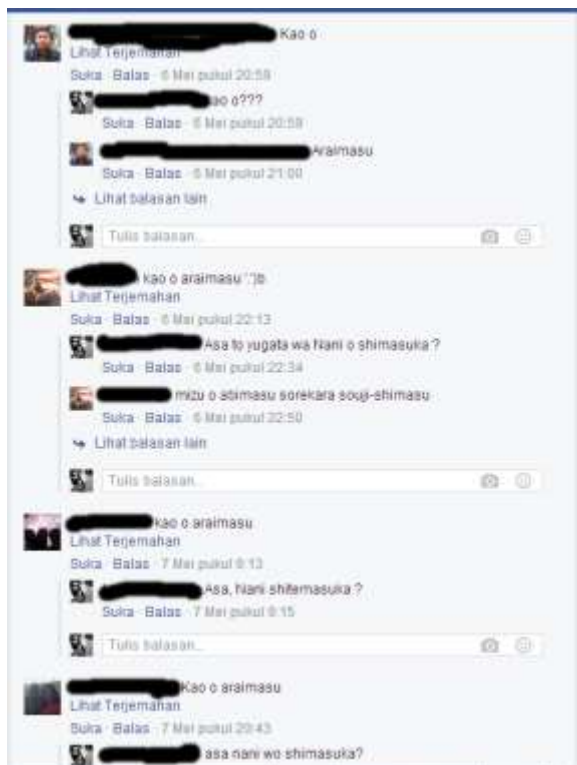 Kao o
Lihat Terjemahan
Suka · Balas · 6 Mei pukul 20:59
ao o???
Suka · Balas · 6 Mei pukul 20:59
Araimasu
Suka · Balas · 6 Mei pukul 21:00
Lihat balasan lain
Tulis balasan...
kao o araimasu '.')b
Lihat Terjemahan
Suka · Balas · 6 Mei pukul 22:13
Asa to yugata wa Nani o shimasuka ?
Suka · Balas · 6 Mei pukul 22:34
mizu o abimasu sorekara souji-shimasu
Suka · Balas · 6 Mei pukul 22:50
Lihat balasan lain
Tulis balasan...
kao o araimasu
Lihat Terjemahan
Suka · Balas · 7 Mei pukul 9:13
Asa, Nani shitemasuka ?
Suka · Balas · 7 Mei pukul 9:15
Tulis balasan...
Kao o araimasu
Lihat Terjemahan
Suka · Balas · 7 Mei pukul 20:43
asa nani wo shimasuka?